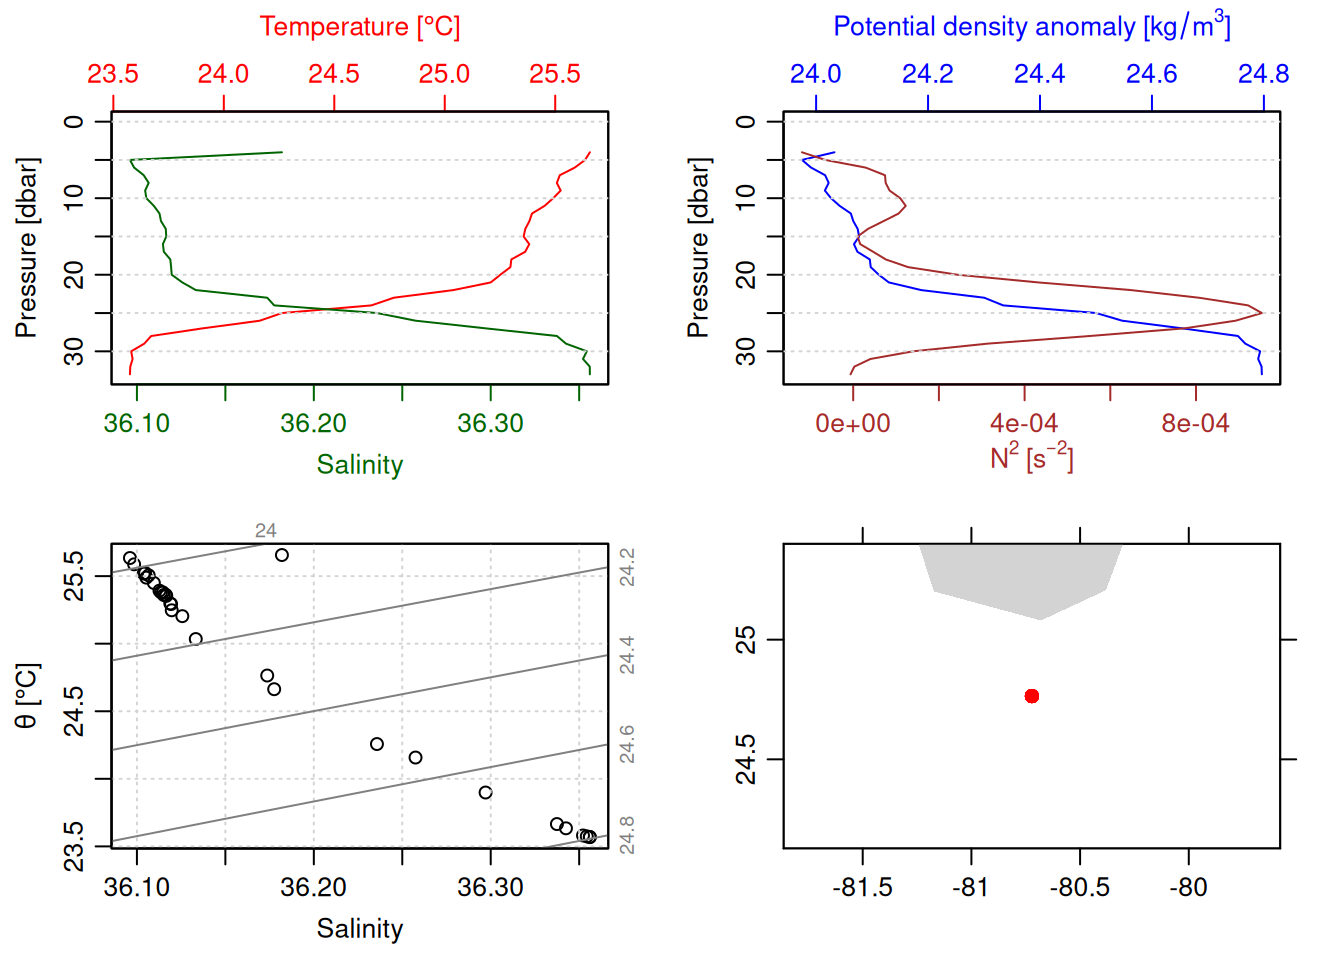 Temperature [°C]
23.5 24.0 24.5 25.0 25.5
Pressure [dbar]
0
10
20
30
36.10 36.20 36.30
Salinity
Potential density anomaly [kg/m³]
24.0 24.2 24.4 24.6 24.8
Pressure [dbar]
0
10
20
30
0e+00 4e-04 8e-04
N² [s⁻²]
24
θ [°C]
25.5
24.5
23.5
24.2
24.4
24.6
24.8
36.10 36.20 36.30
Salinity
25
24.5
-81.5 -81 -80.5 -80